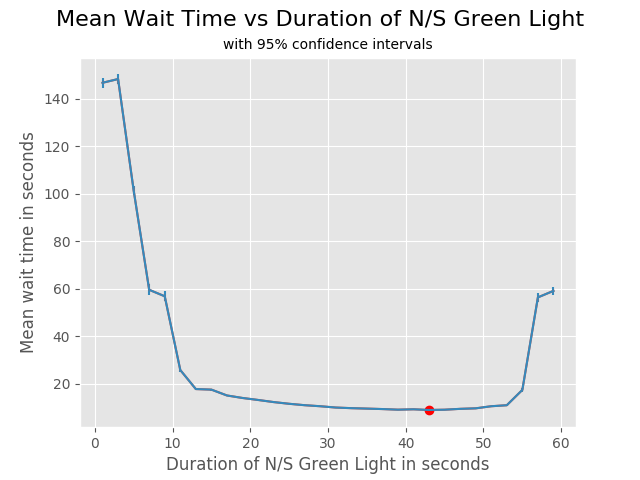 Mean Wait Time vs Duration of N/S Green Light
with 95% confidence intervals
Mean wait time in seconds
140
120
100
80
60
40
20
0 10 20 30 40 50 60
Duration of N/S Green Light in seconds